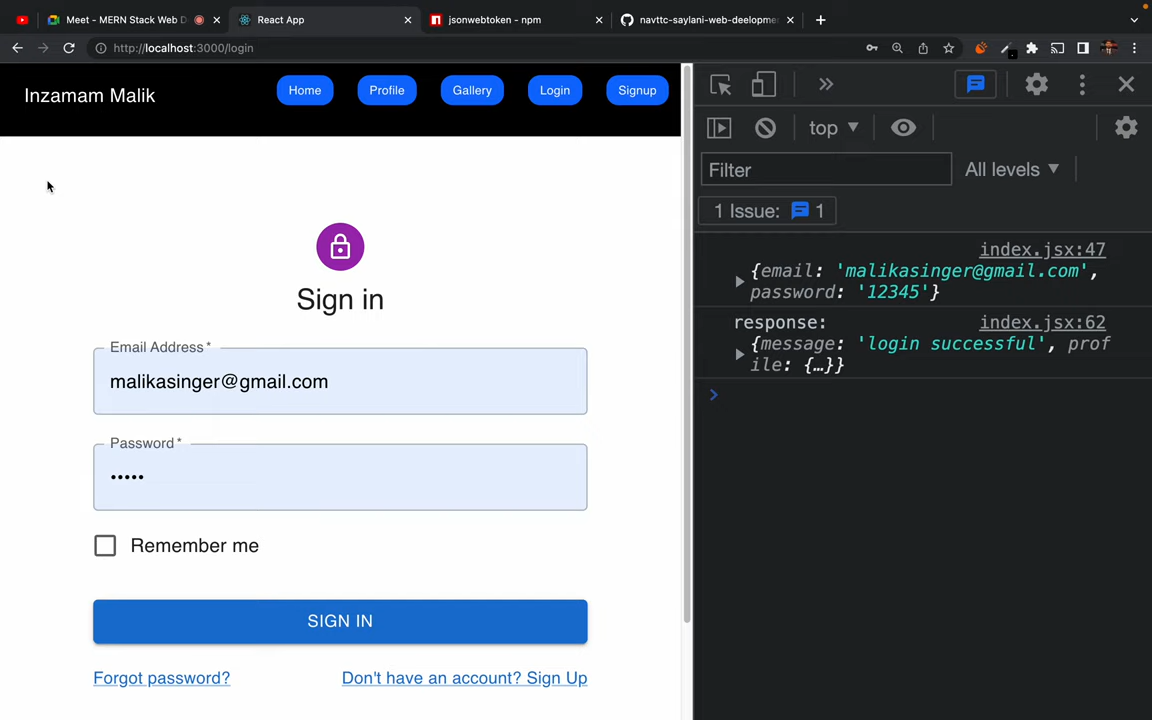 Meet - MERN Stack Web D
React App
jsonwebtoken - npm
navttc-saylani-web-deelopme
http://localhost:3000/login
Inzamam Malik
Home
Profile
Gallery
Login
Signup
Sign in
Email Address *
malikasinger@gmail.com
Password *
•••••
Remember me
SIGN IN
Forgot password?
Don't have an account? Sign Up
top
Filter
All levels
1 Issue: 1
index.jsx:47
{email: 'malikasinger@gmail.com',
password: '12345'}
response: index.jsx:62
{message: 'login successful', prof
ile: {…}}